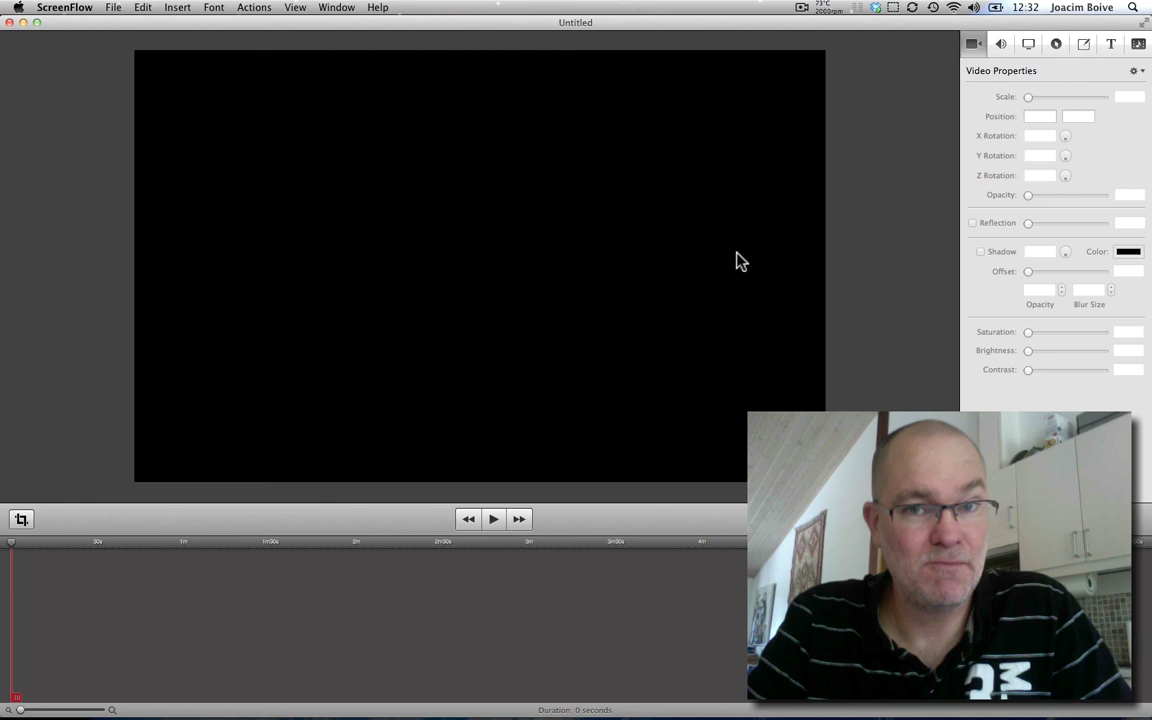 ScreenFlow File Edit Insert Font Actions View Window Help 73°C 2000rpm 12:32 Joacim Boive
Untitled
Video Properties
Scale:
Position:
X Rotation:
Y Rotation:
Z Rotation:
Opacity:
Reflection
Shadow Color:
Offset:
Opacity Blur Size
Saturation:
Brightness:
Contrast:
30s 1m 1m30s 2m 2m30s 3m 3m30s 4m
Duration: 0 seconds